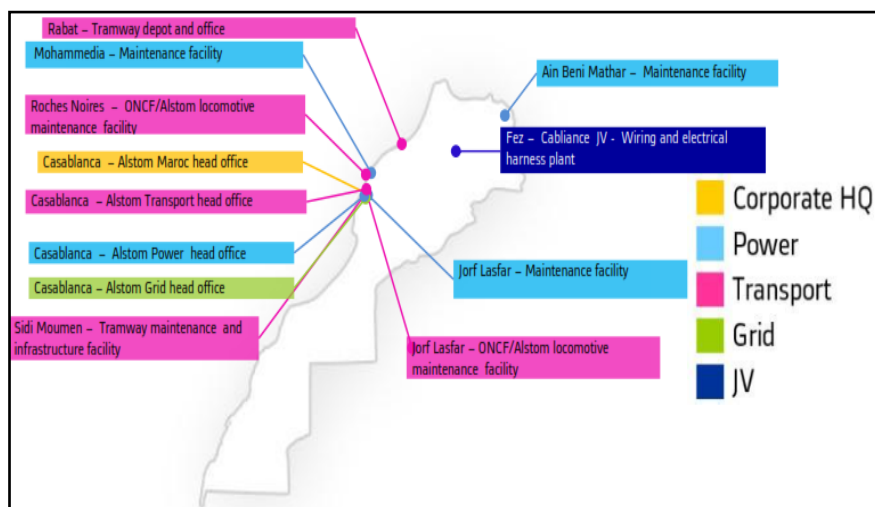 Rabat – Tramway depot and office
Mohammedia – Maintenance facility
Roches Noires – ONCF/Alstom locomotive
maintenance facility
Casablanca – Alstom Maroc head office
Casablanca – Alstom Transport head office
Casablanca – Alstom Power head office
Casablanca – Alstom Grid head office
Sidi Moumen – Tramway maintenance and
infrastructure facility
Ain Beni Mathar – Maintenance facility
Fez – Cabliance JV - Wiring and electrical
harness plant
Jorf Lasfar – Maintenance facility
Jorf Lasfar – ONCF/Alstom locomotive
maintenance facility
Corporate HQ
Power
Transport
Grid
JV